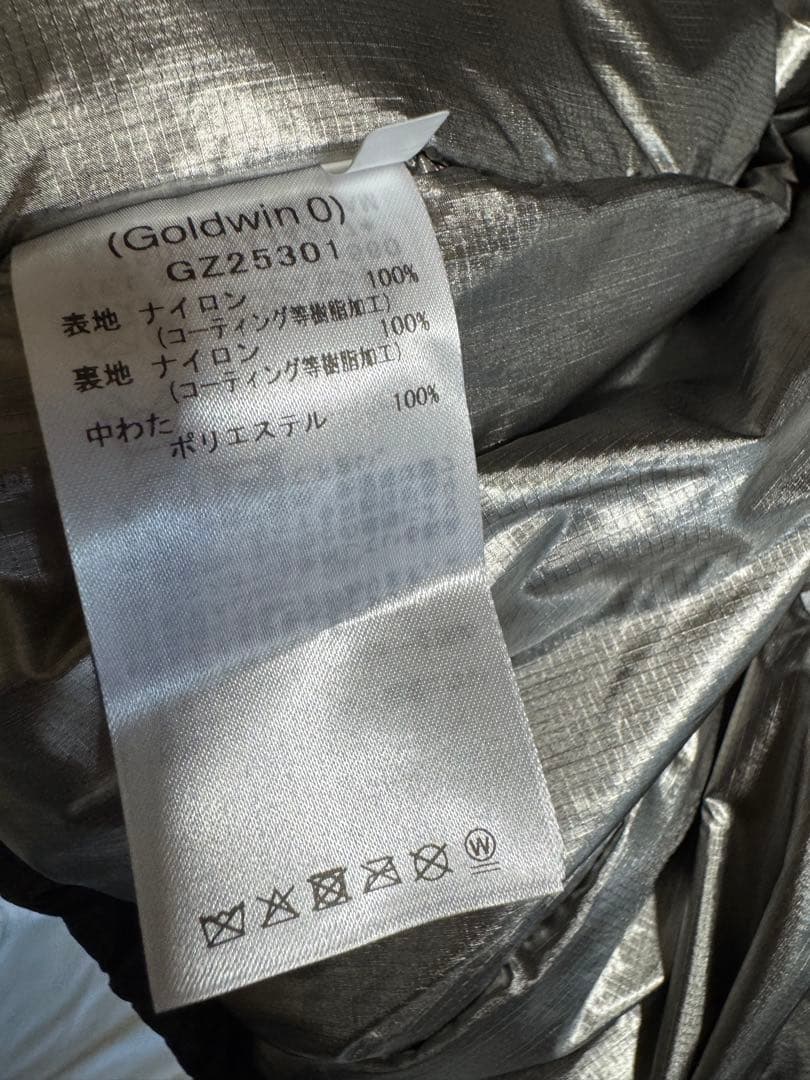 (Goldwin 0)
GZ25301
表地 ナイロン 100%
(コーティング等樹脂加工)
裏地 ナイロン 100%
(コーティング等樹脂加工)
中わた ポリエステル 100%
W